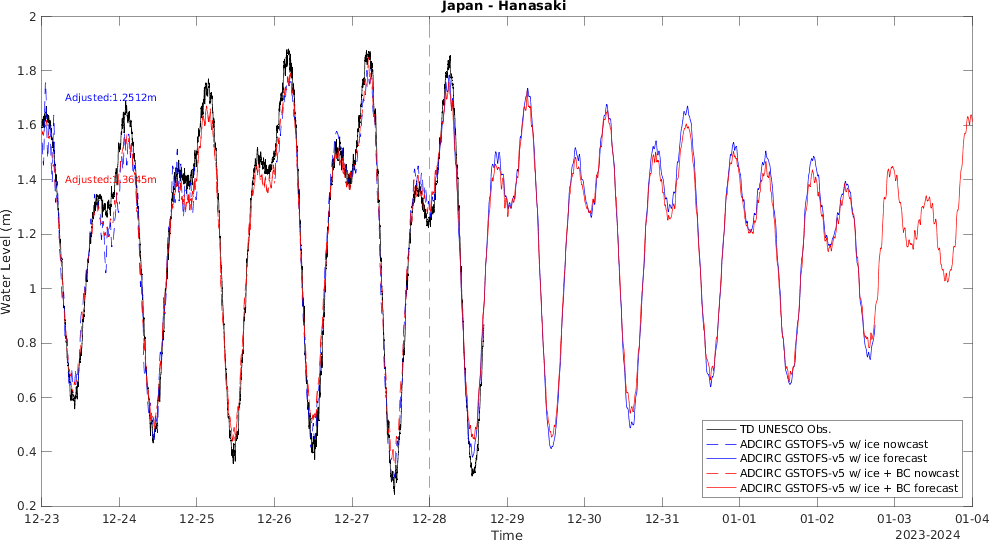 Japan - Hanasaki
2
1.8
1.6
1.4
1.2
1
0.8
0.6
0.4
0.2
Water Level (m)
Adjusted:1.2512m
Adjusted:1.3645m
TD UNESCO Obs.
ADCIRC GSTOFS-v5 w/ ice nowcast
ADCIRC GSTOFS-v5 w/ ice forecast
ADCIRC GSTOFS-v5 w/ ice + BC nowcast
ADCIRC GSTOFS-v5 w/ ice + BC forecast
12-23 12-24 12-25 12-26 12-27 12-28 12-29 12-30 12-31 01-01 01-02 01-03 01-04
Time
2023-2024